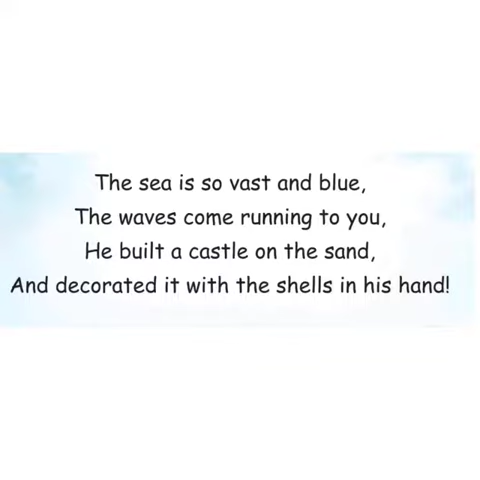 The sea is so vast and blue,
The waves come running to you,
He built a castle on the sand,
And decorated it with the shells in his hand!